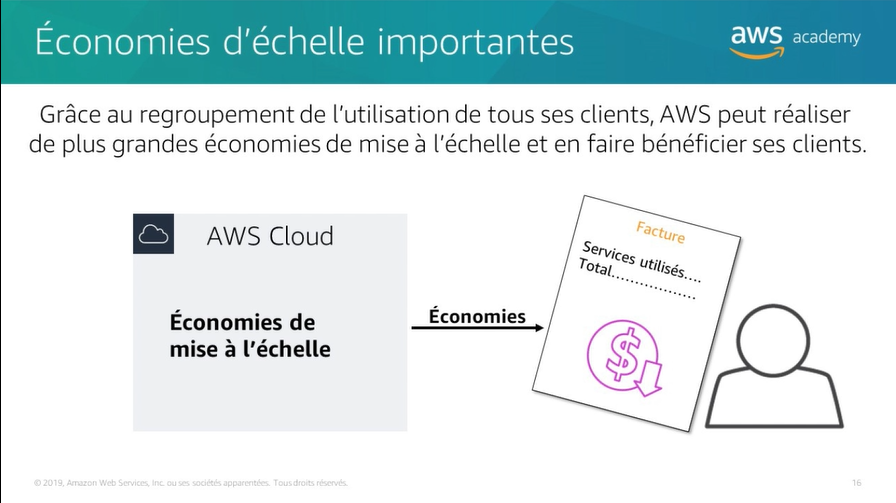 Économies d'échelle importantes
aws academy
Grâce au regroupement de l'utilisation de tous ses clients, AWS peut réaliser
de plus grandes économies de mise à l'échelle et en faire bénéficier ses clients.
AWS Cloud
Économies de
mise à l'échelle
Économies
Facture
Services utilisés....
Total..................
$
© 2019, Amazon Web Services, Inc. ou ses sociétés apparentées. Tous droits réservés.
16